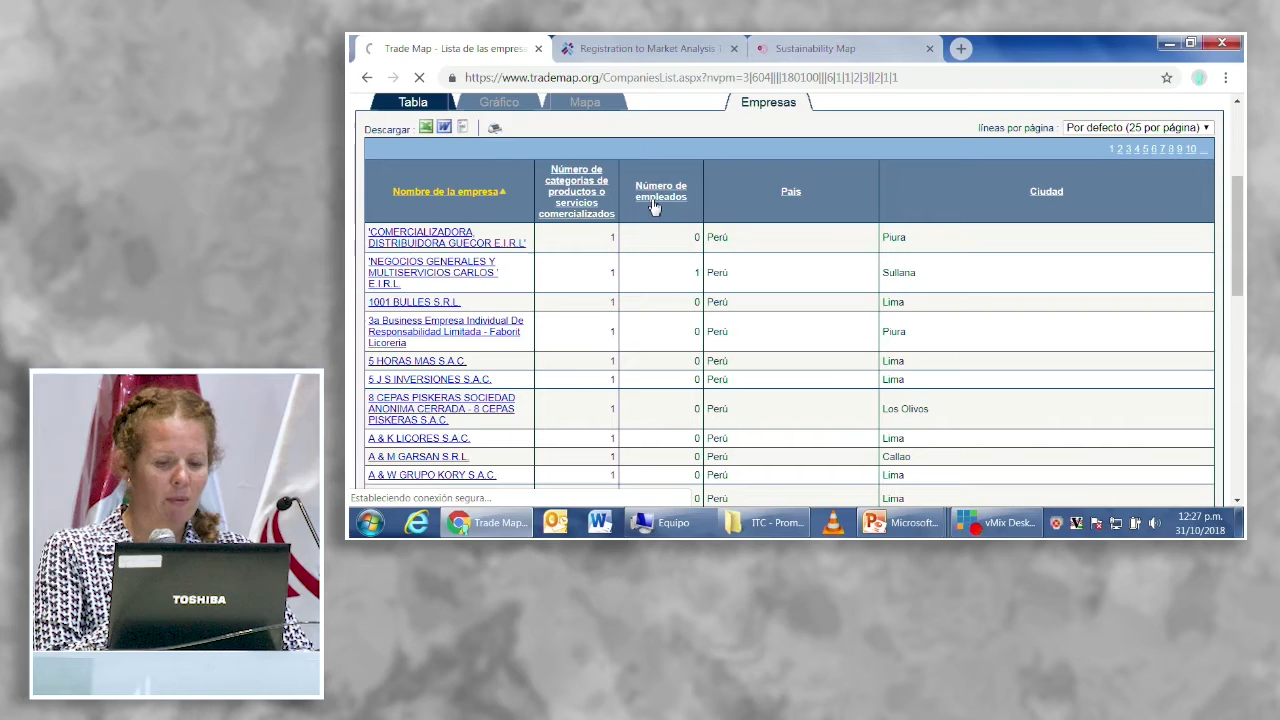 Trade Map - Lista de las empresa
Registration to Market Analysis
Sustainability Map
https://www.trademap.org/CompaniesList.aspx?nvpm=3|604||||180100|||6|1|1|2|3||2|1|1
Tabla Gráfico Mapa Empresas
Descargar : líneas por página : Por defecto (25 por página)
1 2 3 4 5 6 7 8 9 10 ...
Nombre de la empresa
Número de
categorías de
productos o
servicios
comercializados
Número de
empleados
País
Ciudad
'COMERCIALIZADORA,
DISTRIBUIDORA GUECOR E.I.R.L' 1 0 Perú Piura
'NEGOCIOS GENERALES Y
MULTISERVICIOS CARLOS '
E.I.R.L. 1 1 Perú Sullana
1001 BULLES S.R.L. 1 0 Perú Lima
3a Business Empresa Individual De
Responsabilidad Limitada - Faborit
Licoreria 1 0 Perú Piura
5 HORAS MAS S.A.C. 1 0 Perú Lima
5 J S INVERSIONES S.A.C. 1 0 Perú Lima
8 CEPAS PISKERAS SOCIEDAD
ANONIMA CERRADA - 8 CEPAS
PISKERAS S.A.C. 1 0 Perú Los Olivos
A & K LICORES S.A.C. 1 0 Perú Lima
A & M GARSAN S.R.L. 1 0 Perú Callao
A & W GRUPO KORY S.A.C. 1 0 Perú Lima
0 Perú Lima
Estableciendo conexión segura...
Trade Map... Equipo ITC - Prom... Microsoft... vMix Desk...
12:27 p.m.
31/10/2018
TOSHIBA